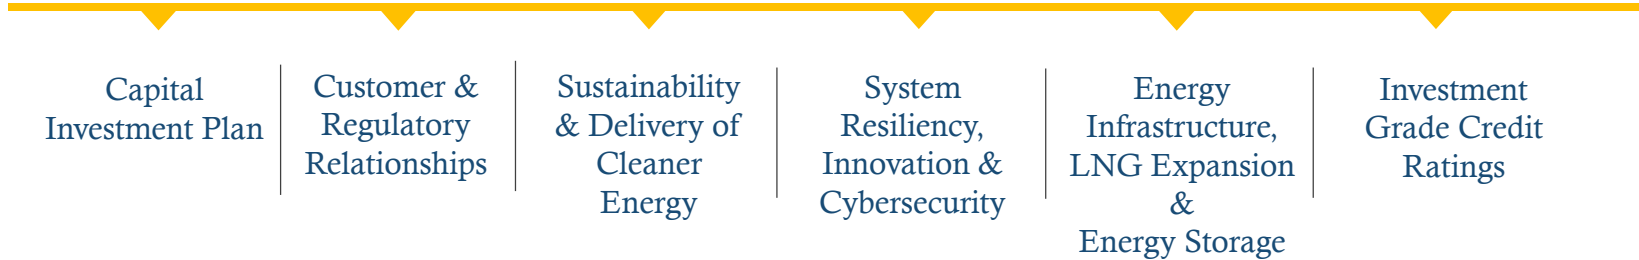 Capital
Investment Plan
Customer &
Regulatory
Relationships
Sustainability
& Delivery of
Cleaner
Energy
System
Resiliency,
Innovation &
Cybersecurity
Energy
Infrastructure,
LNG Expansion
&
Energy Storage
Investment
Grade Credit
Ratings